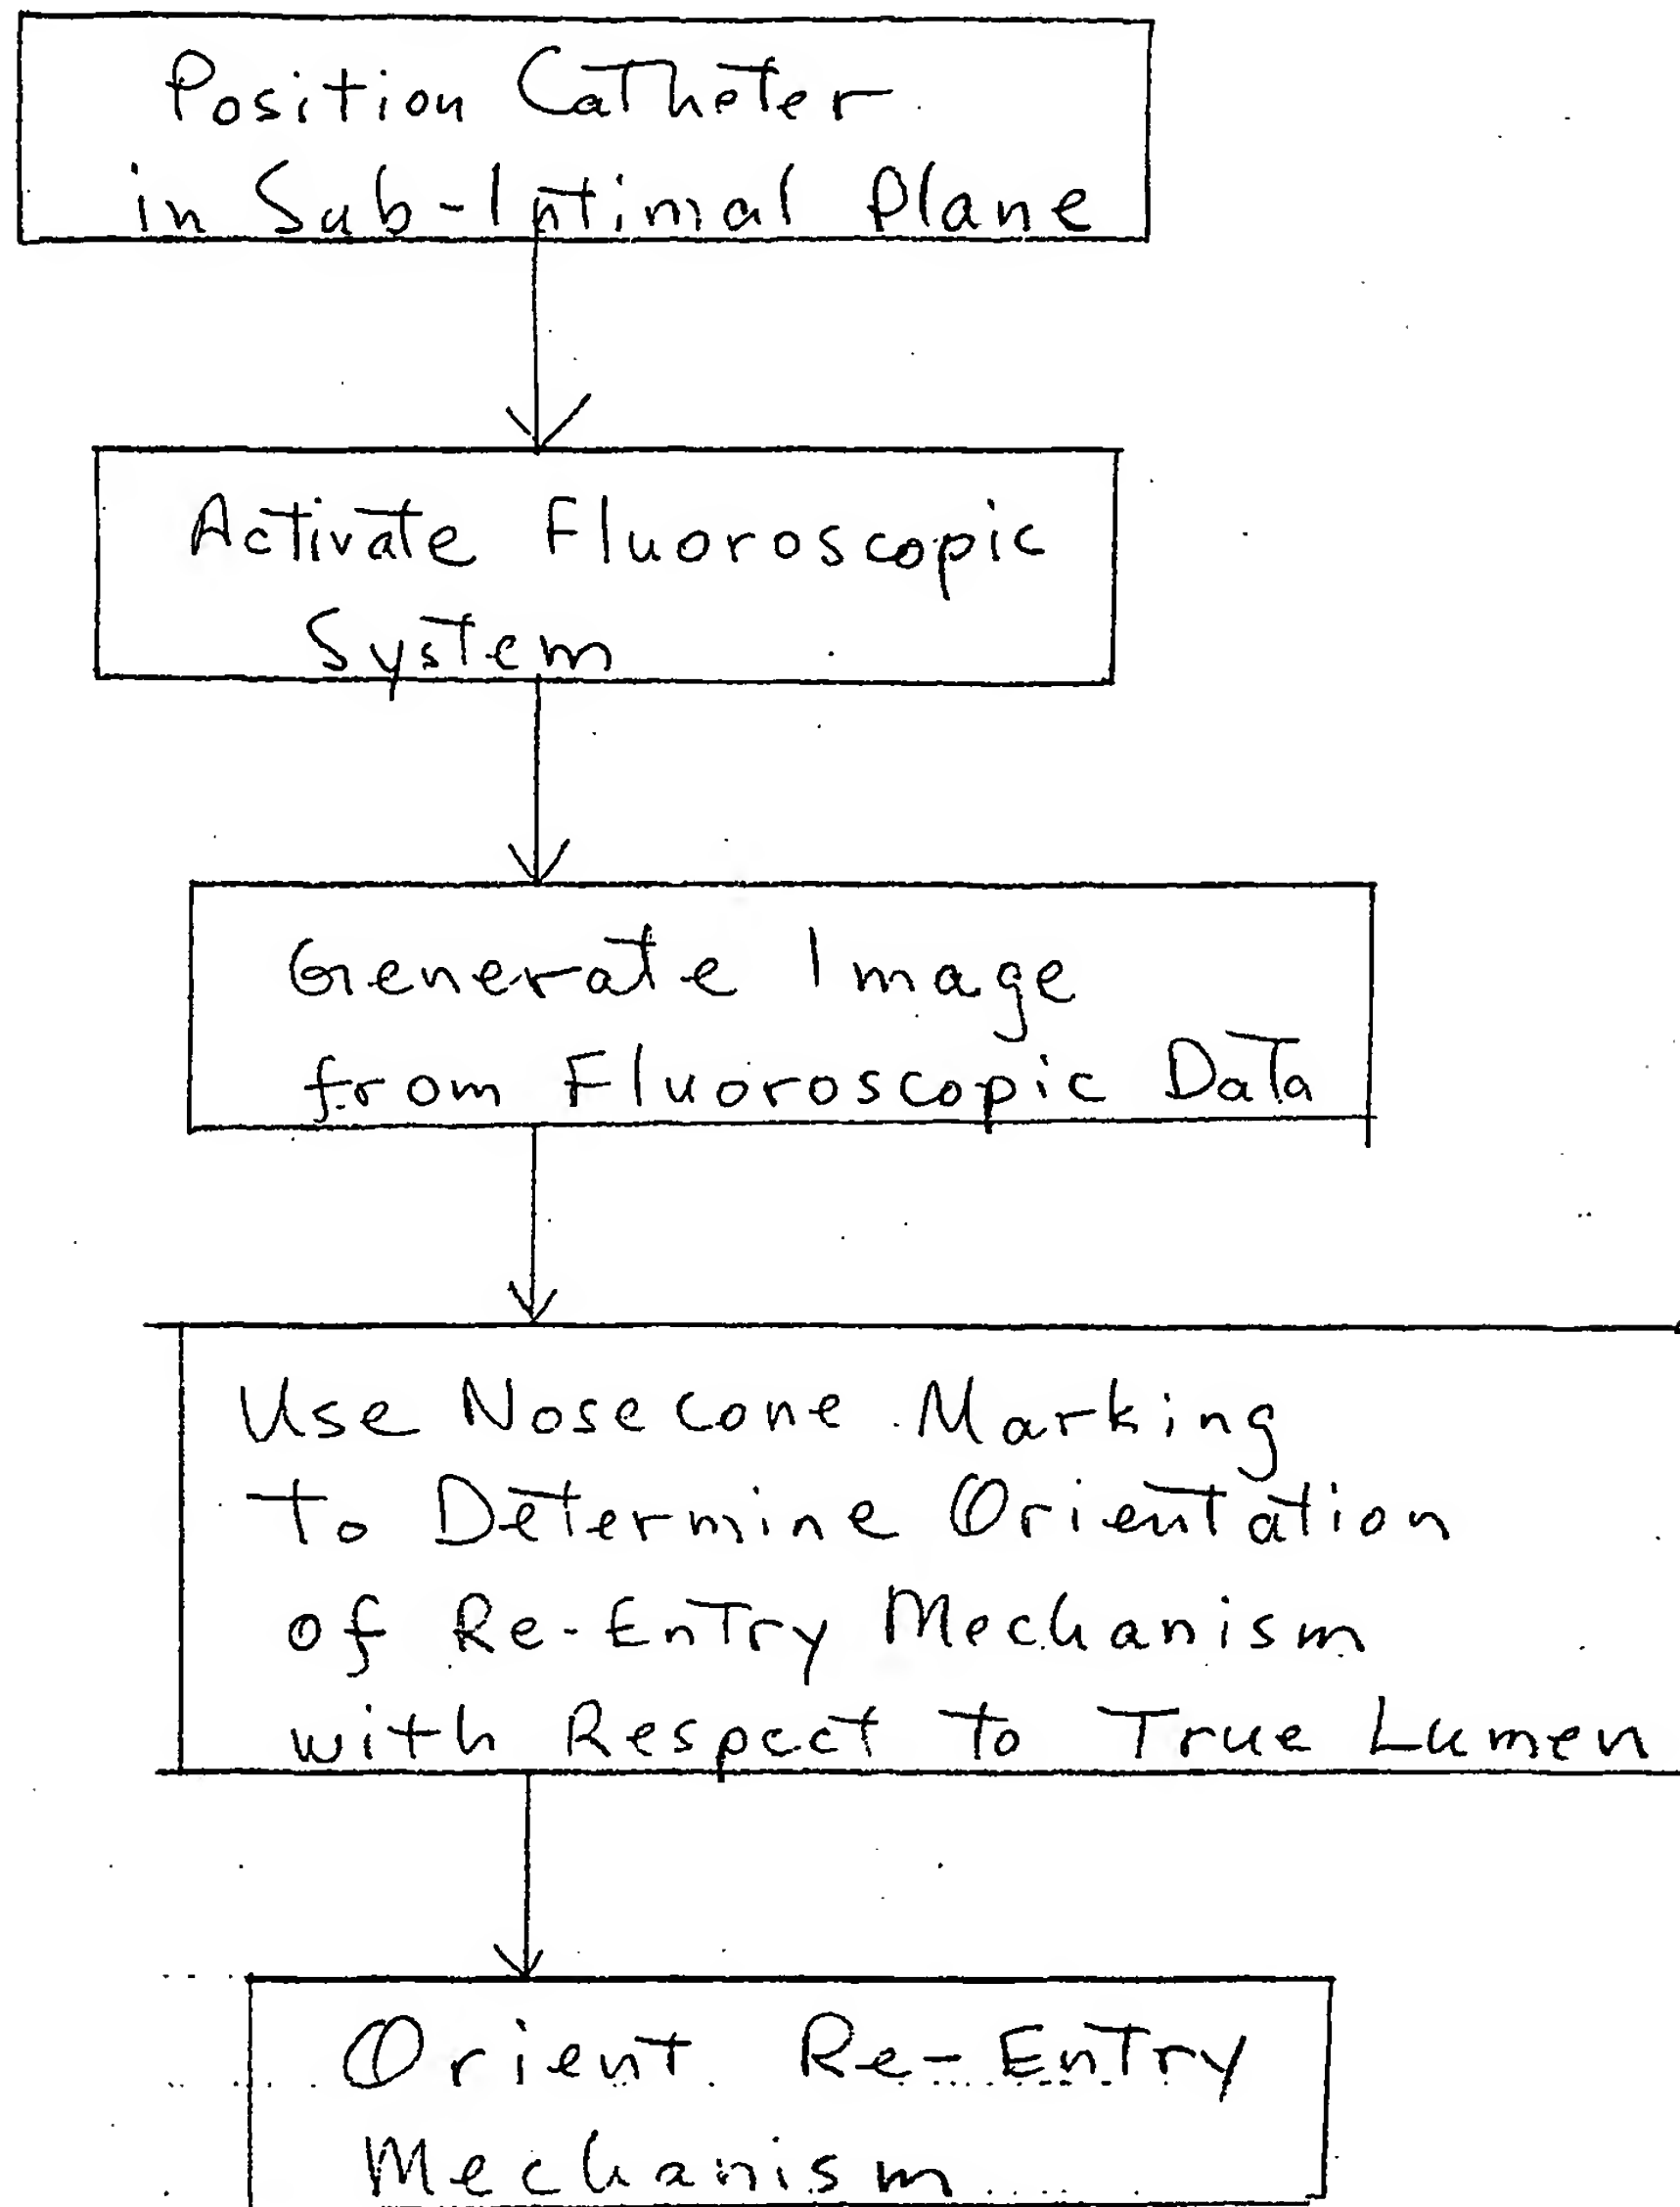 Position Catheter
in Sub-Intimal Plane
Activate Fluoroscopic
System
Generate Image
from Fluoroscopic Data
Use Nosecone Marking
to Determine Orientation
of Re-Entry Mechanism
with Respect to True Lumen
Orient Re-Entry
Mechanism